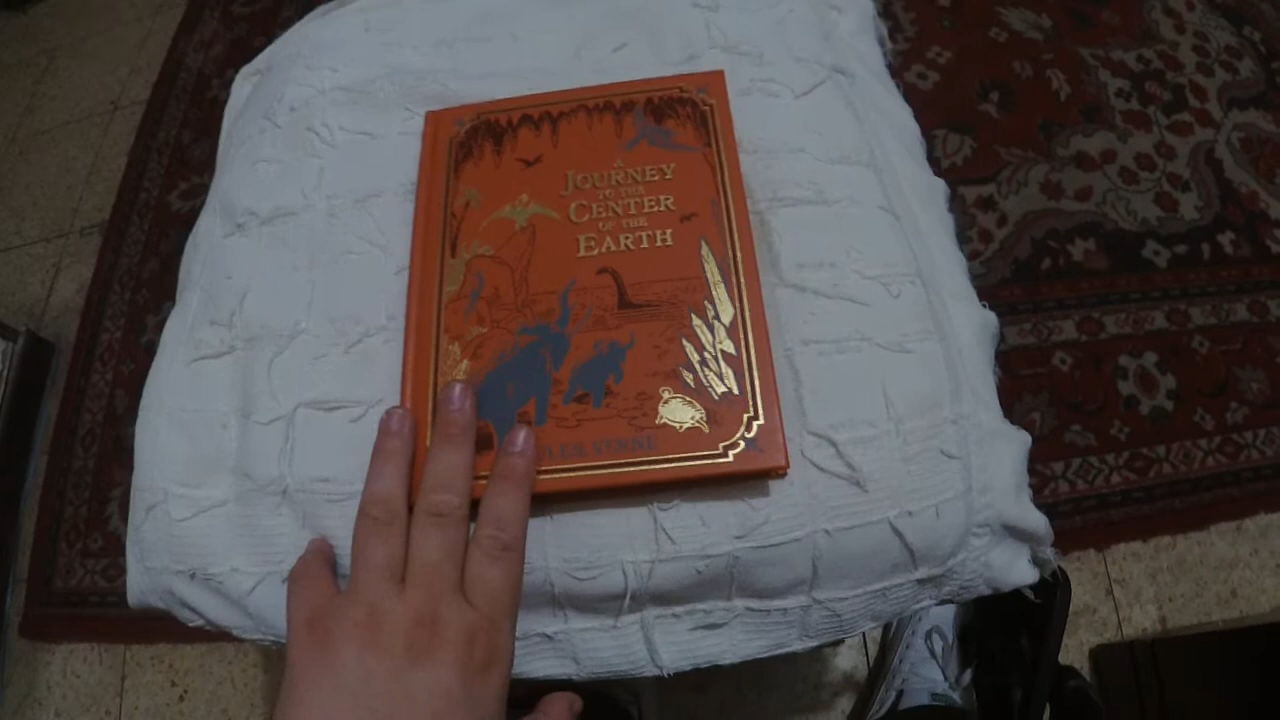 A
JOURNEY
TO THE
CENTER
OF THE
EARTH
VERNE